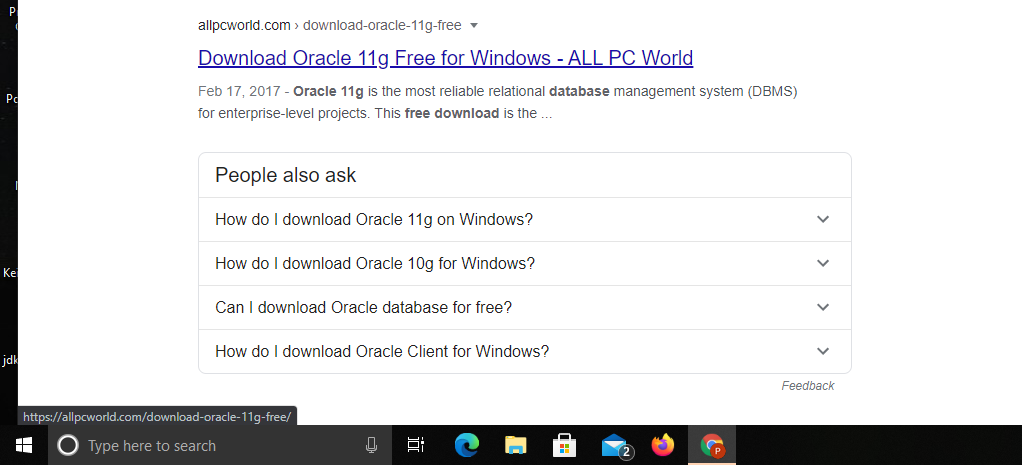 allpcworld.com › download-oracle-11g-free
Download Oracle 11g Free for Windows - ALL PC World
Feb 17, 2017 - Oracle 11g is the most reliable relational database management system (DBMS)
for enterprise-level projects. This free download is the ...
People also ask
How do I download Oracle 11g on Windows?
How do I download Oracle 10g for Windows?
Can I download Oracle database for free?
How do I download Oracle Client for Windows?
Feedback
Kei
jdk
https://allpcworld.com/download-oracle-11g-free/
Type here to search
2
P